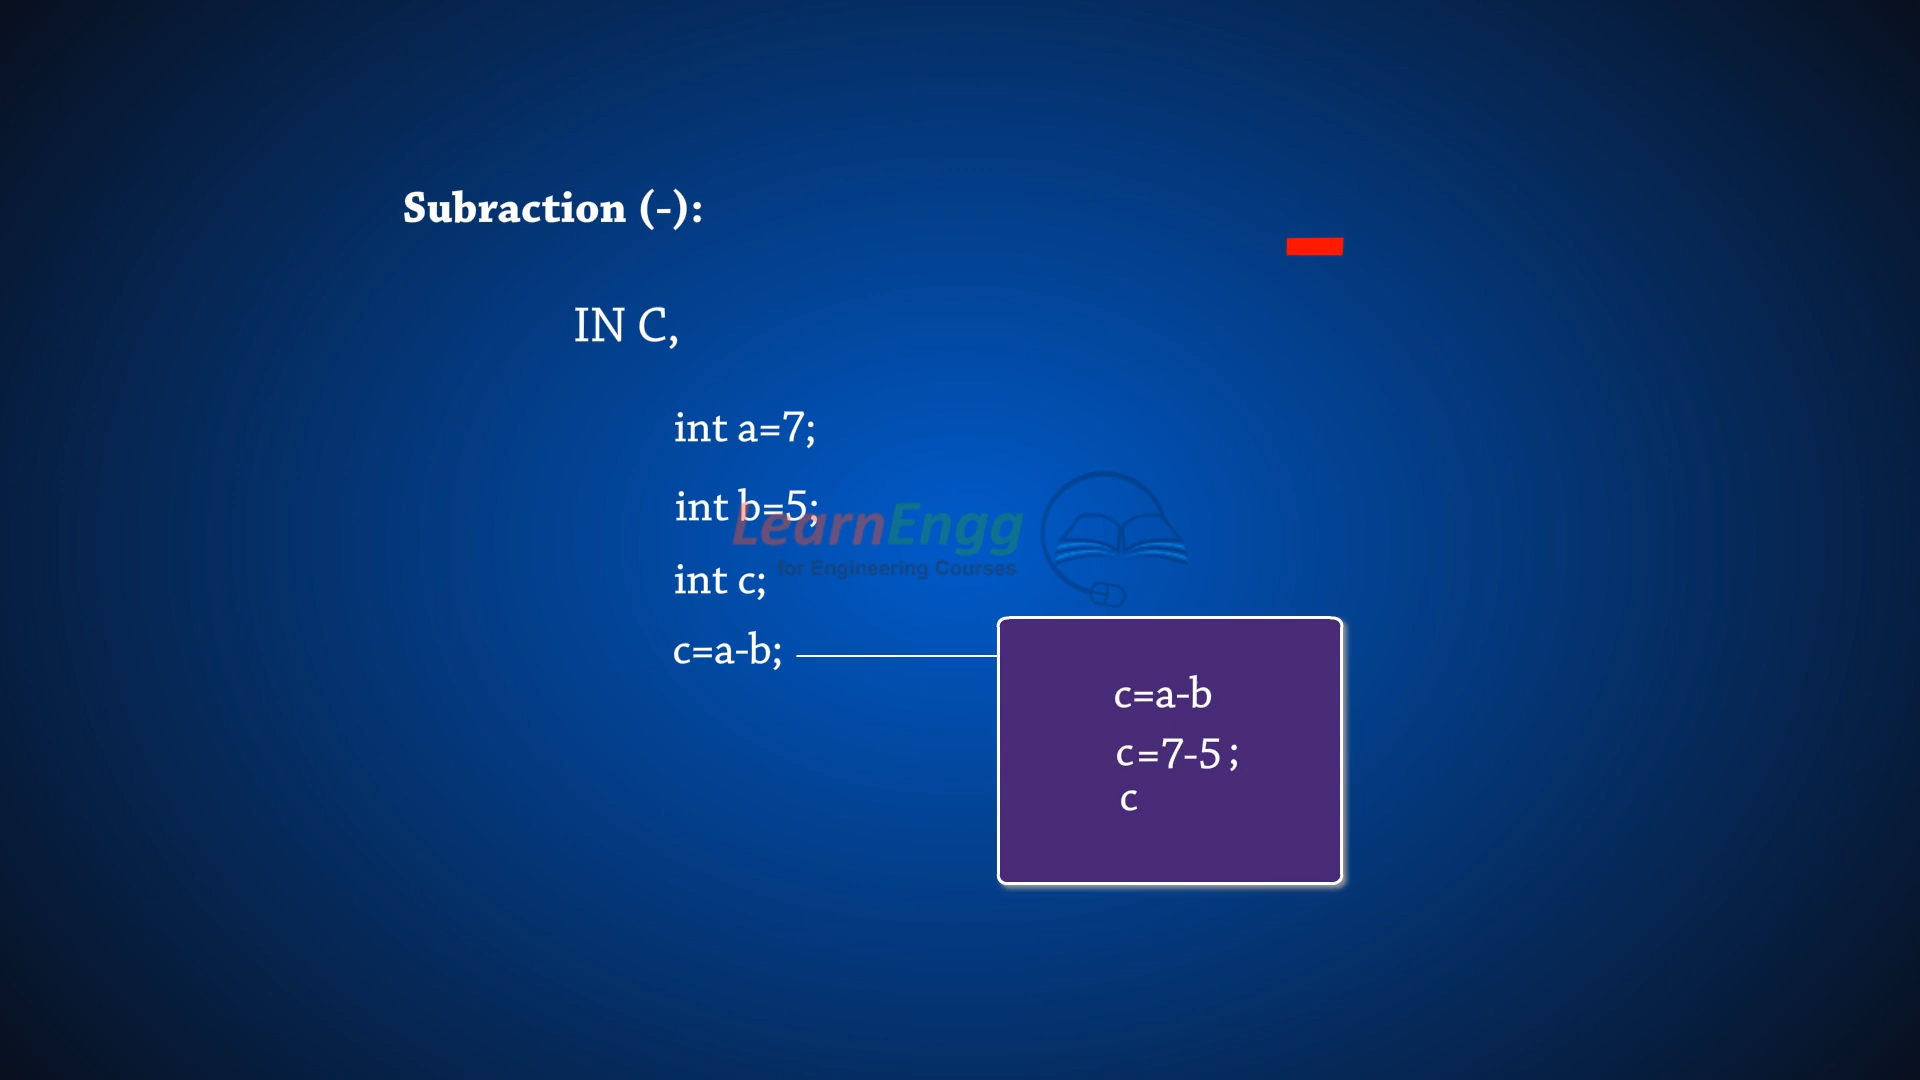 Subraction (-):
IN C,
int a=7;
int b=5;
LearnEngg
for Engineering Courses
int c;
c=a-b;
c=a-b
c=7-5;
c